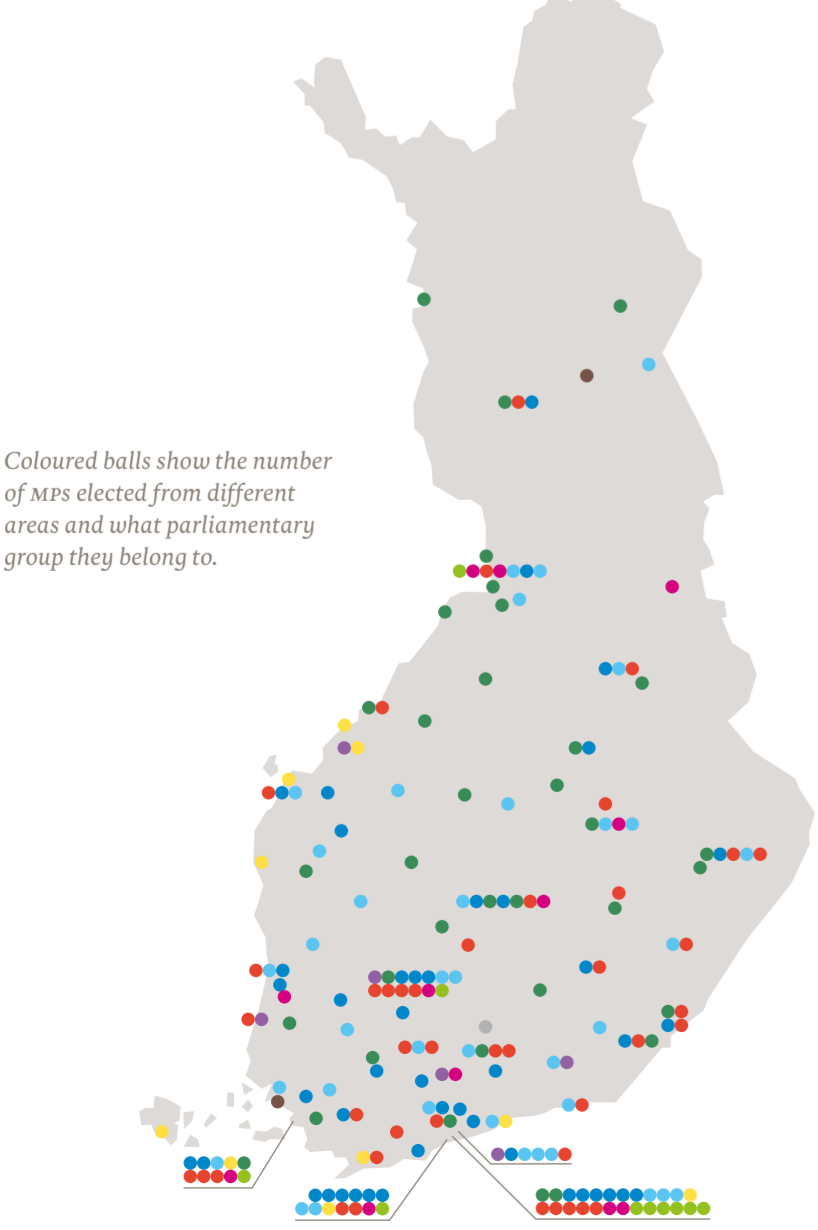 Coloured balls show the number
of MPs elected from different
areas and what parliamentary
group they belong to.